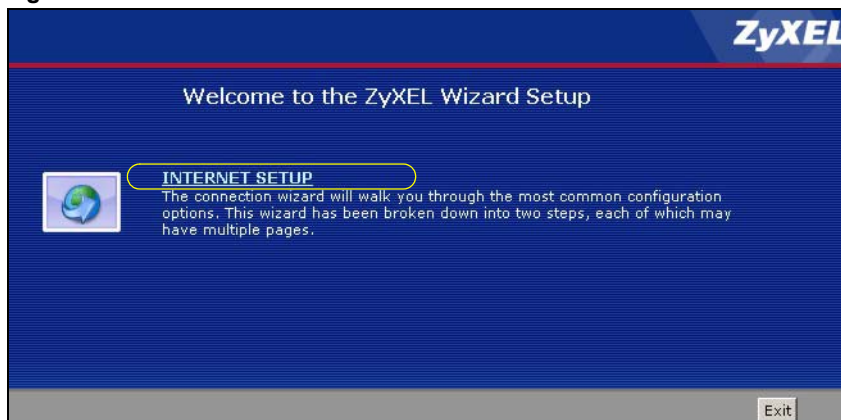 ZyXEL
Welcome to the ZyXEL Wizard Setup
INTERNET SETUP
The connection wizard will walk you through the most common configuration
options. This wizard has been broken down into two steps, each of which may
have multiple pages.
Exit